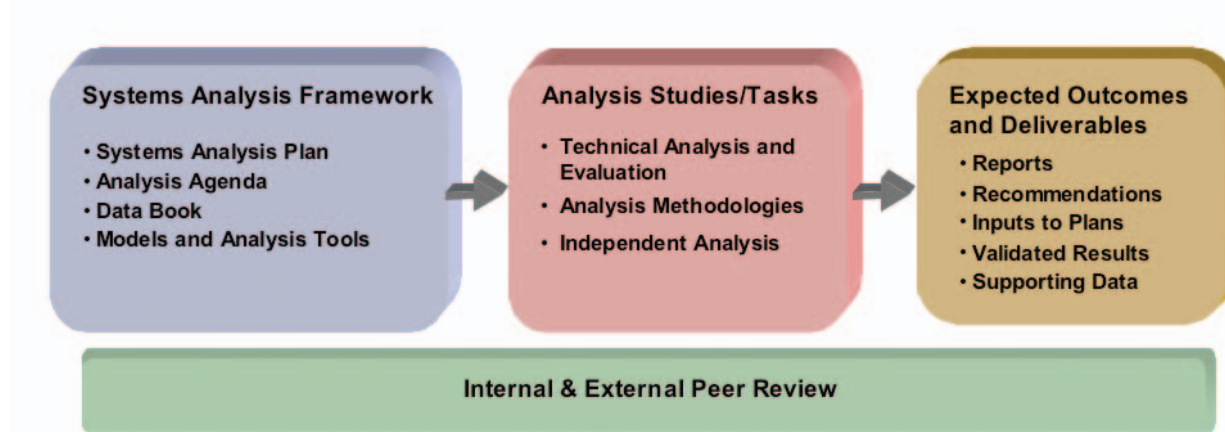 Systems Analysis Framework
• Systems Analysis Plan
• Analysis Agenda
• Data Book
• Models and Analysis Tools
Analysis Studies/Tasks
• Technical Analysis and
Evaluation
• Analysis Methodologies
• Independent Analysis
Expected Outcomes
and Deliverables
• Reports
• Recommendations
• Inputs to Plans
• Validated Results
• Supporting Data
Internal & External Peer Review